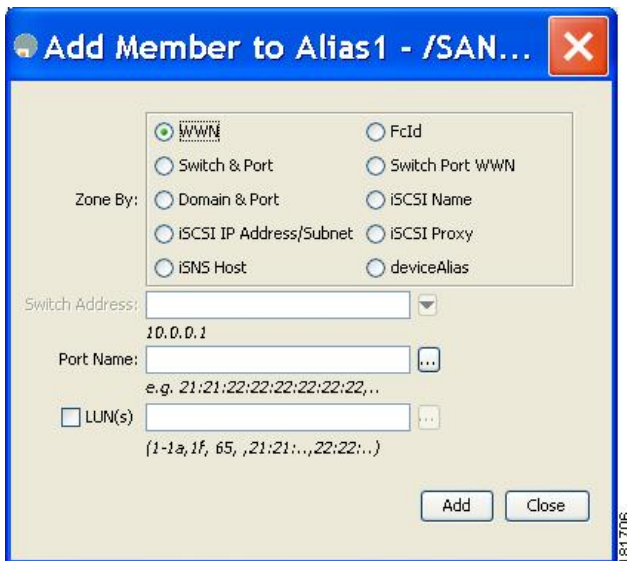 Add Member to Alias1 - /SAN...
WWN
FcId
Switch & Port
Switch Port WWN
Zone By:
Domain & Port
iSCSI Name
iSCSI IP Address/Subnet
iSCSI Proxy
iSNS Host
deviceAlias
Switch Address:
10.0.0.1
Port Name:
...
e.g. 21:21:22:22:22:22:22:22,..
LUN(s)
...
(1-1a,1f, 65, ,21:21:..,22:22:..)
Add
Close
181706